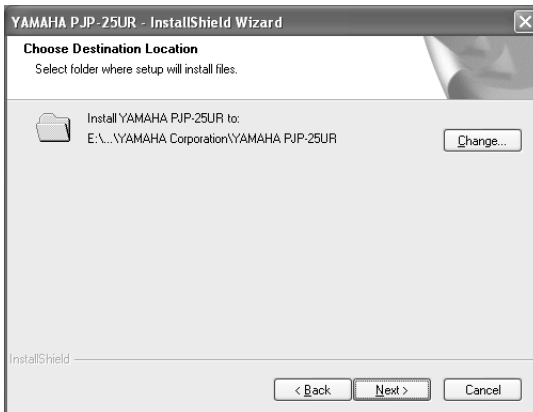 YAMAHA PJP-25UR - InstallShield Wizard
Choose Destination Location
Select folder where setup will install files.
Install YAMAHA PJP-25UR to:
E:\...\YAMAHA Corporation\YAMAHA PJP-25UR
Change...
InstallShield
< Back
Next >
Cancel